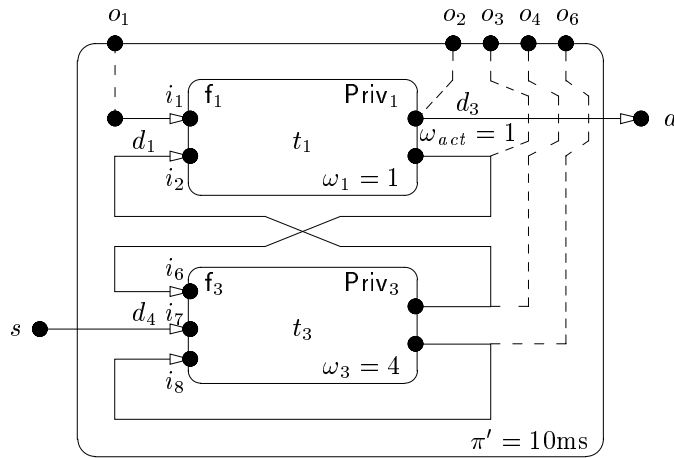 o1 o2 o3 o4 o6
i1 f1 Priv1 d3 a
d1 t1 ωact = 1
i2 ω1 = 1
i6 f3 Priv3
s d4 i7 t3
i8 ω3 = 4
π′ = 10ms